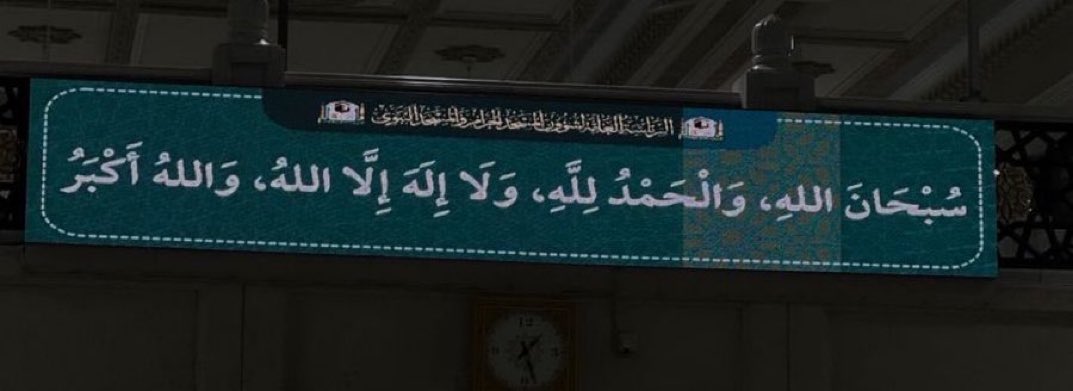 الرئاسة العامة لشؤون المسجد الحرام والمسجد النبوي
سُبْحَانَ اللهِ، وَالْحَمْدُ لِلَّهِ، وَلَا إِلَهَ إِلَّا اللهُ، وَاللهُ أَكْبَرُ